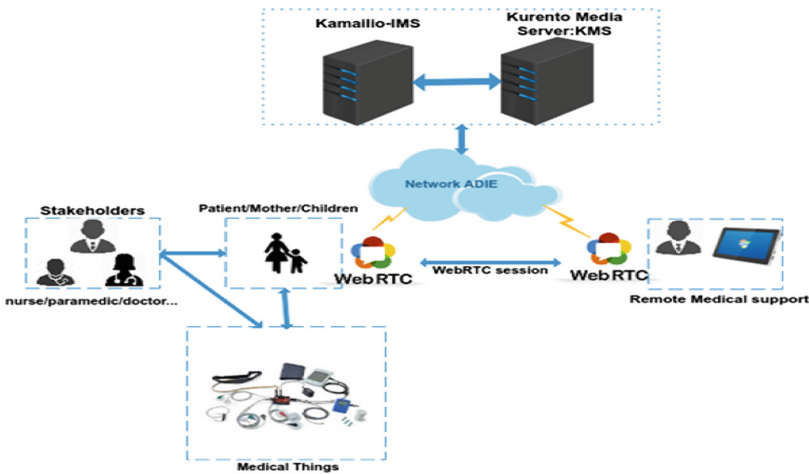 Kamailio-IMS
Kurento Media
Server:KMS
Network ADIE
Stakeholders
Patient/Mother/Children
WebRTC
WebRTC session
WebRTC
nurse/paramedic/doctor...
Remote Medical support
Medical Things